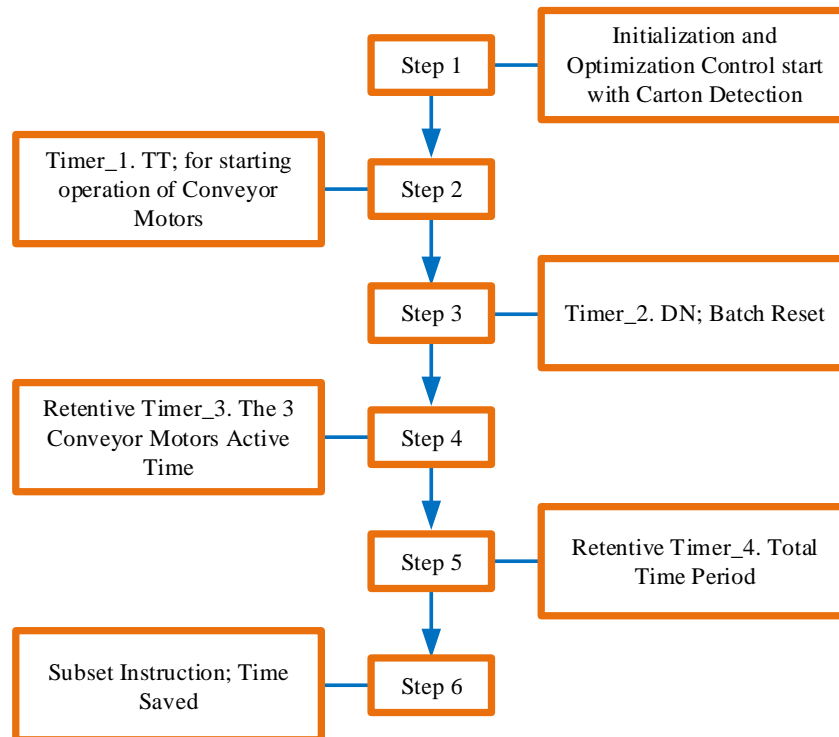 Step 1
Initialization and
Optimization Control start
with Carton Detection
Timer_1. TT; for starting
operation of Conveyor
Motors
Step 2
Step 3
Timer_2. DN; Batch Reset
Retentive Timer_3. The 3
Conveyor Motors Active
Time
Step 4
Step 5
Retentive Timer_4. Total
Time Period
Subset Instruction; Time
Saved
Step 6